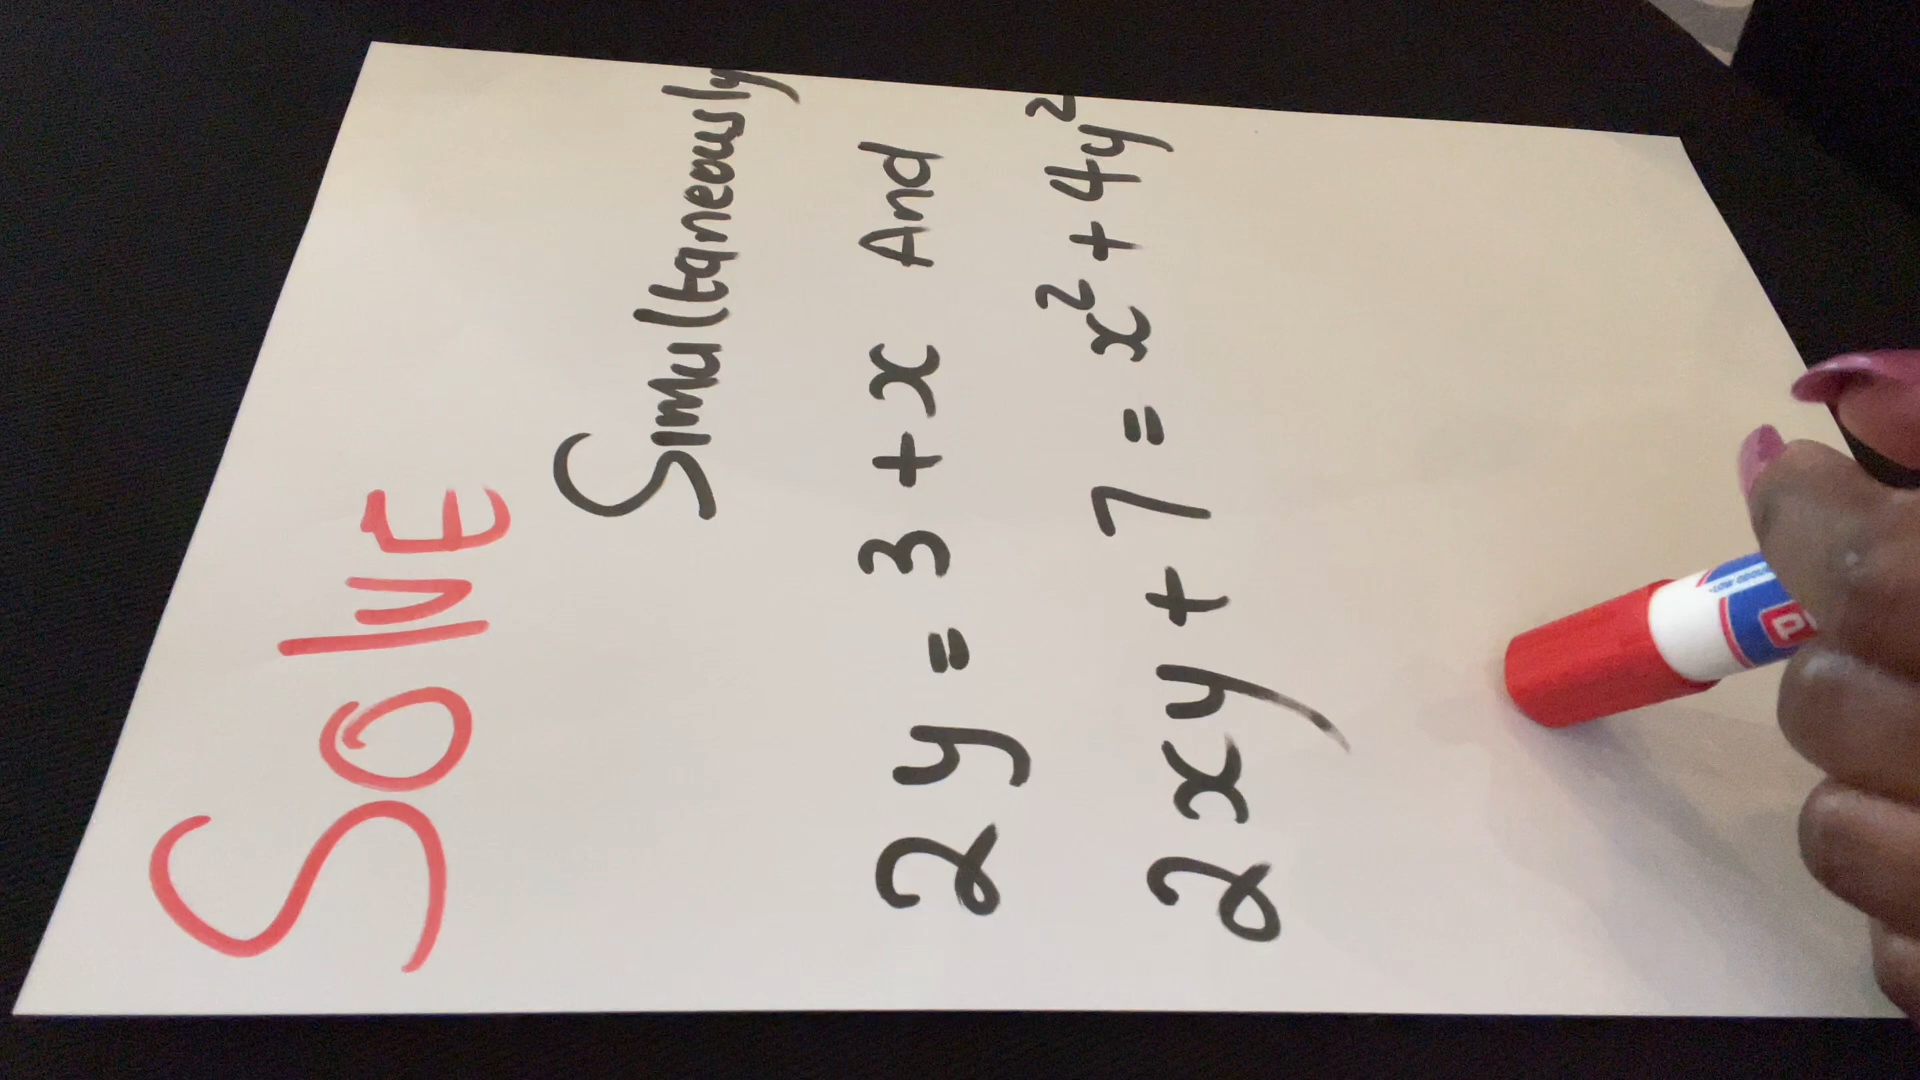 SOLVE
Simultaneously
2y = 3 + x And
2xy + 7 = x² + 4y²